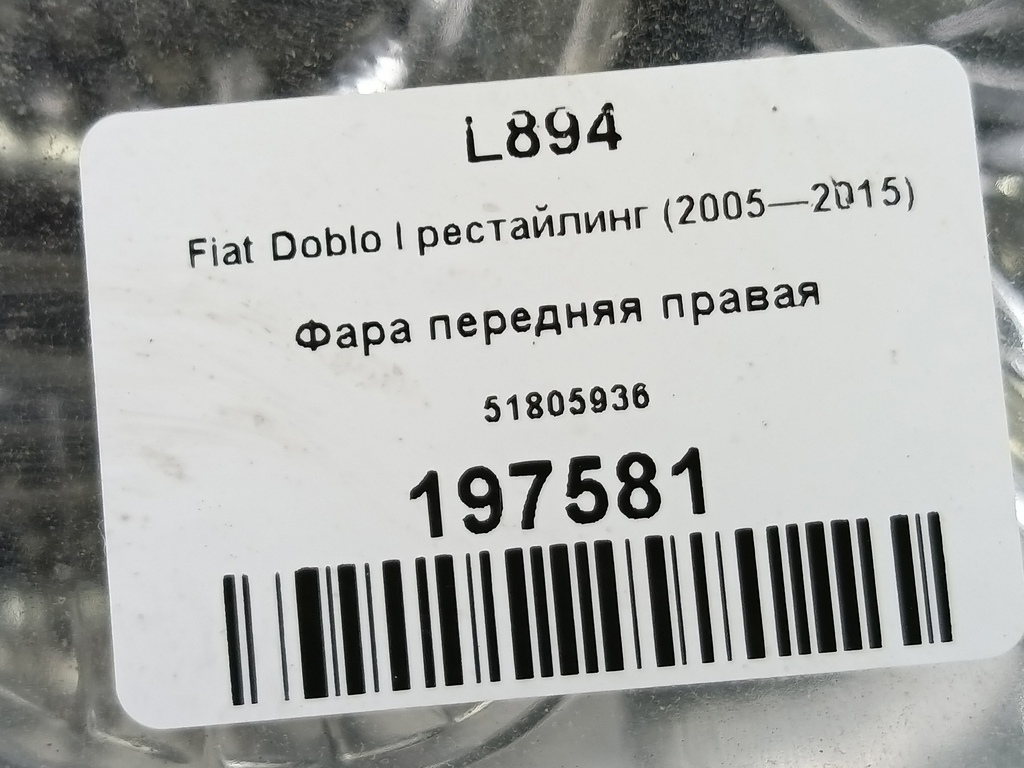 L894
Fiat Doblo I рестайлинг (2005—2015)
Фара передняя правая
51805936
197581